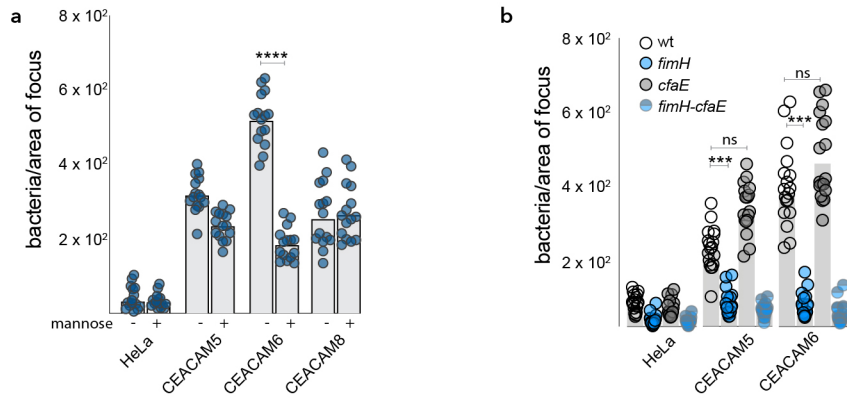 a
8 x 10²
6 x 10²
4 x 10²
2 x 10²
bacteria/area of focus
****
mannose - + - + - + - +
HeLa
CEACAM5
CEACAM6
CEACAM8
b
8 x 10²
6 x 10²
4 x 10²
2 x 10²
bacteria/area of focus
wt
fimH
cfaE
fimH-cfaE
ns
***
ns
***
HeLa
CEACAM5
CEACAM6